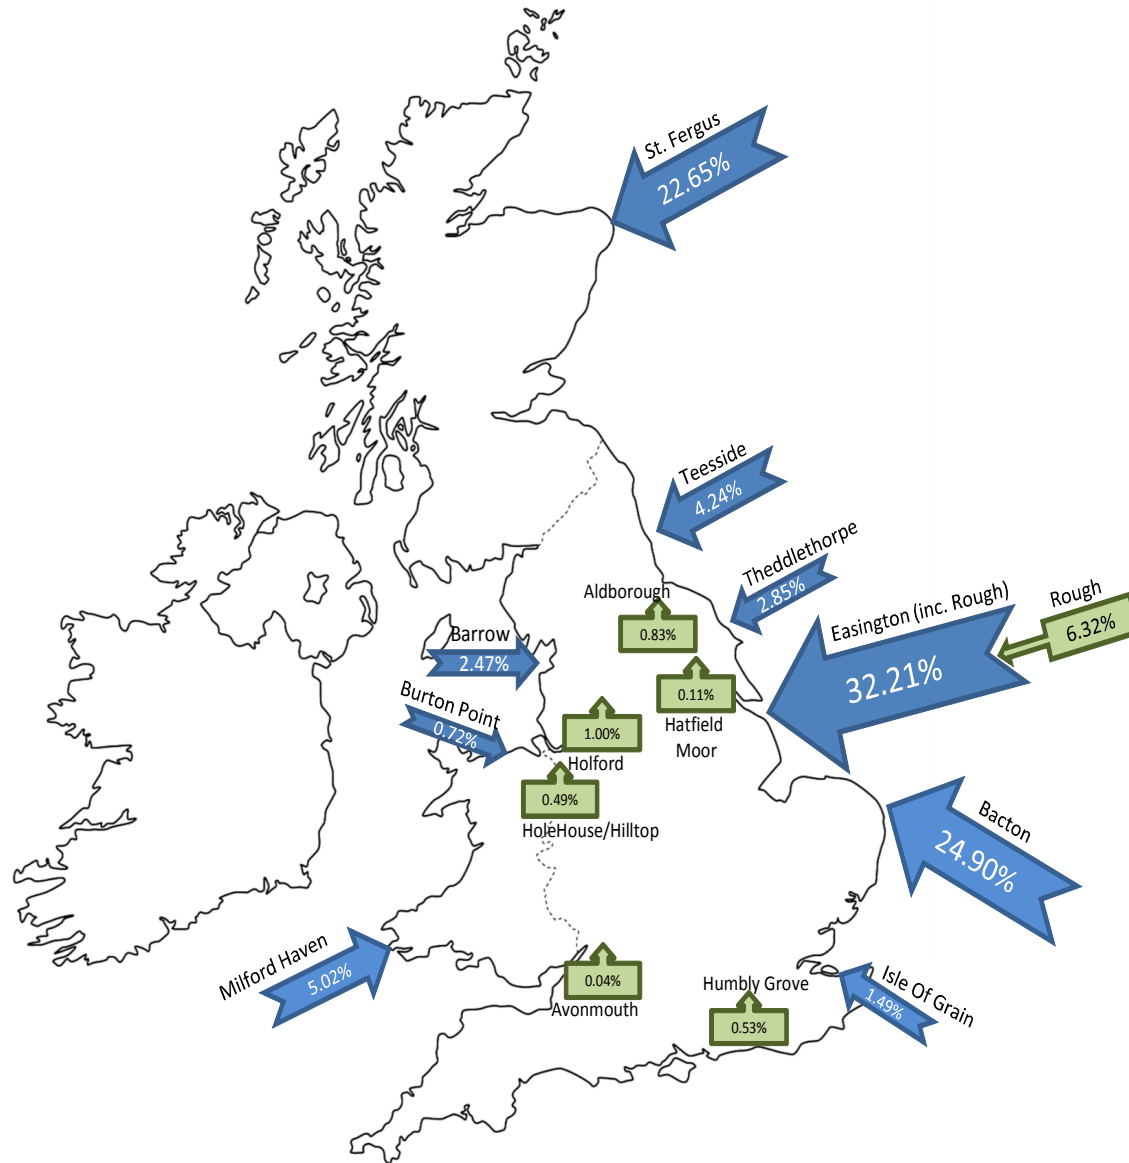 St. Fergus
22.65%
Teesside
4.24%
Theddlethorpe
2.85%
Aldborough
0.83%
Easington (inc. Rough)
32.21%
Rough
6.32%
Barrow
2.47%
0.11%
Hatfield
Moor
Burton Point
0.72%
1.00%
Holford
0.49%
HoleHouse/Hilltop
Bacton
24.90%
Milford Haven
5.02%
0.04%
Avonmouth
Humbly Grove
0.53%
Isle Of Grain
1.49%